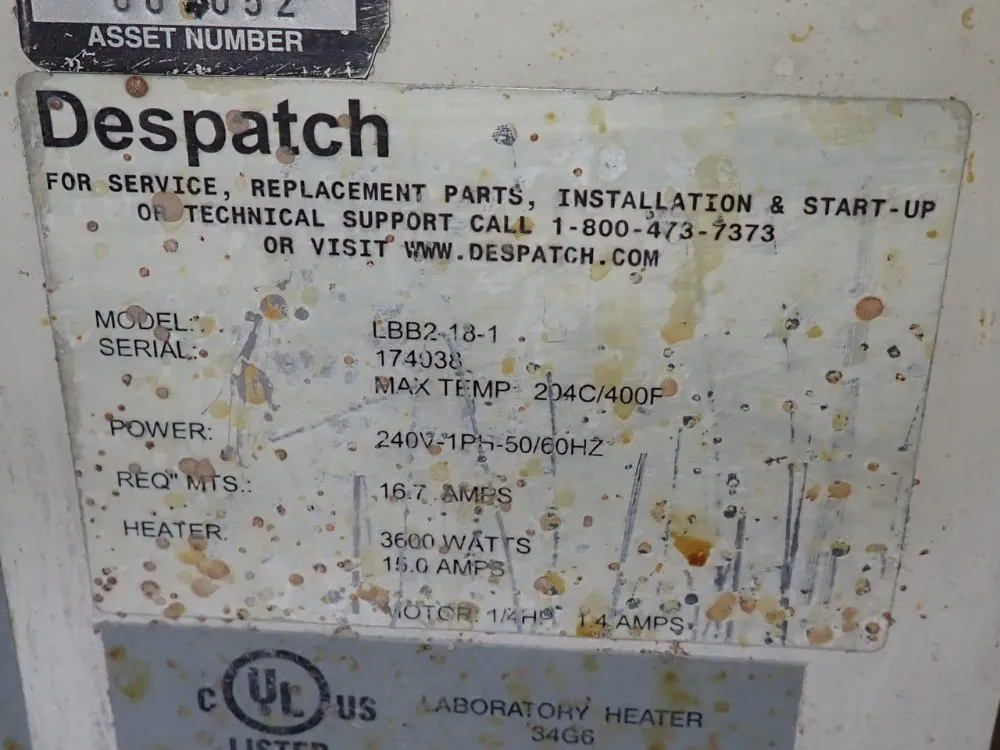 ASSET NUMBER
Despatch
FOR SERVICE, REPLACEMENT PARTS, INSTALLATION & START-UP
OR TECHNICAL SUPPORT CALL 1-800-473-7373
OR VISIT WWW.DESPATCH.COM
MODEL: LBB2-18-1
SERIAL: 174038
MAX TEMP 204C/400F
POWER: 240V-1PH-50/60HZ
REQ" MTS.: 16.7 AMPS
HEATER: 3600 WATTS
15.0 AMPS
MOTOR: 1/4HP 1.4 AMPS
C UL US LABORATORY HEATER
34G6
LISTED